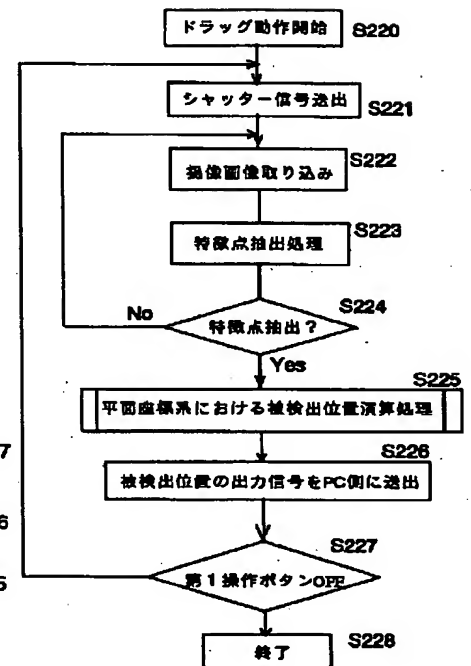 ドラッグ動作開始
S220
シャッター信号送出
S221
撮像画像取り込み
S222
特徴点抽出処理
S223
特徴点抽出?
S224
No
Yes
平面座標系における被検出位置演算処理
S225
被検出位置の出力信号をPC側に送出
S226
第1操作ボタンOFF
S227
終了
S228
7
6
5